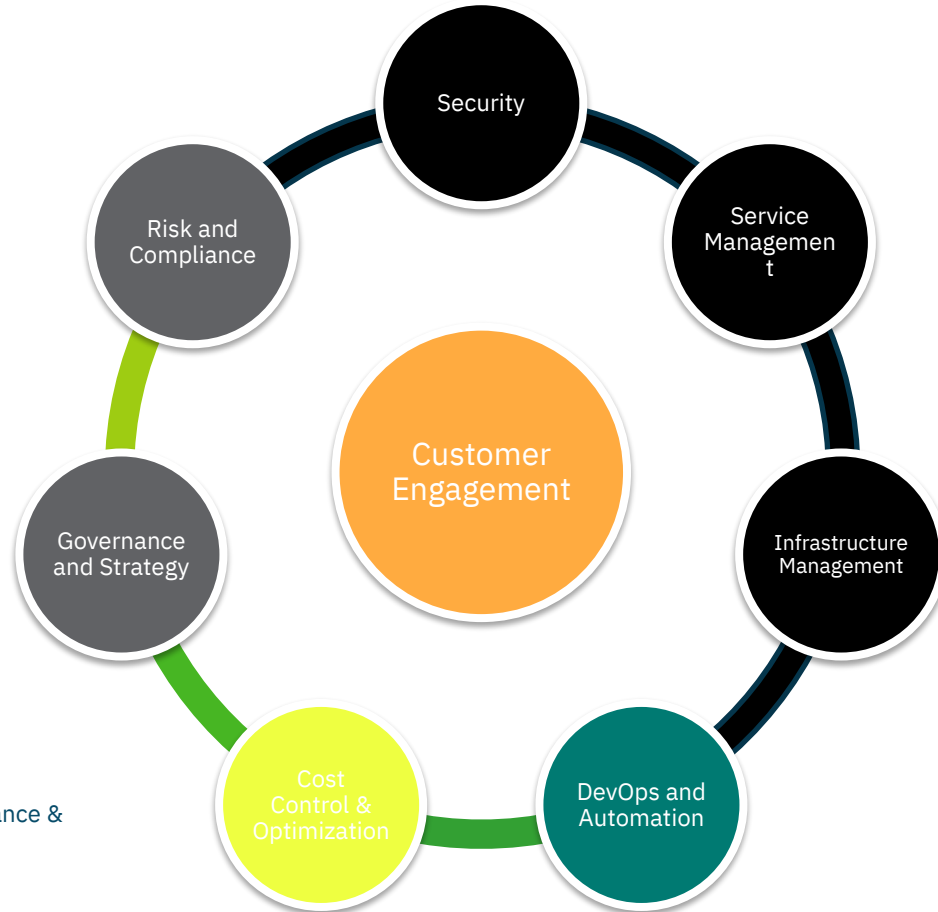 Security
Service
Managemen
t
Risk and
Compliance
Customer
Engagement
Governance
and Strategy
Infrastructure
Management
Cost
Control &
Optimization
DevOps and
Automation
ance &